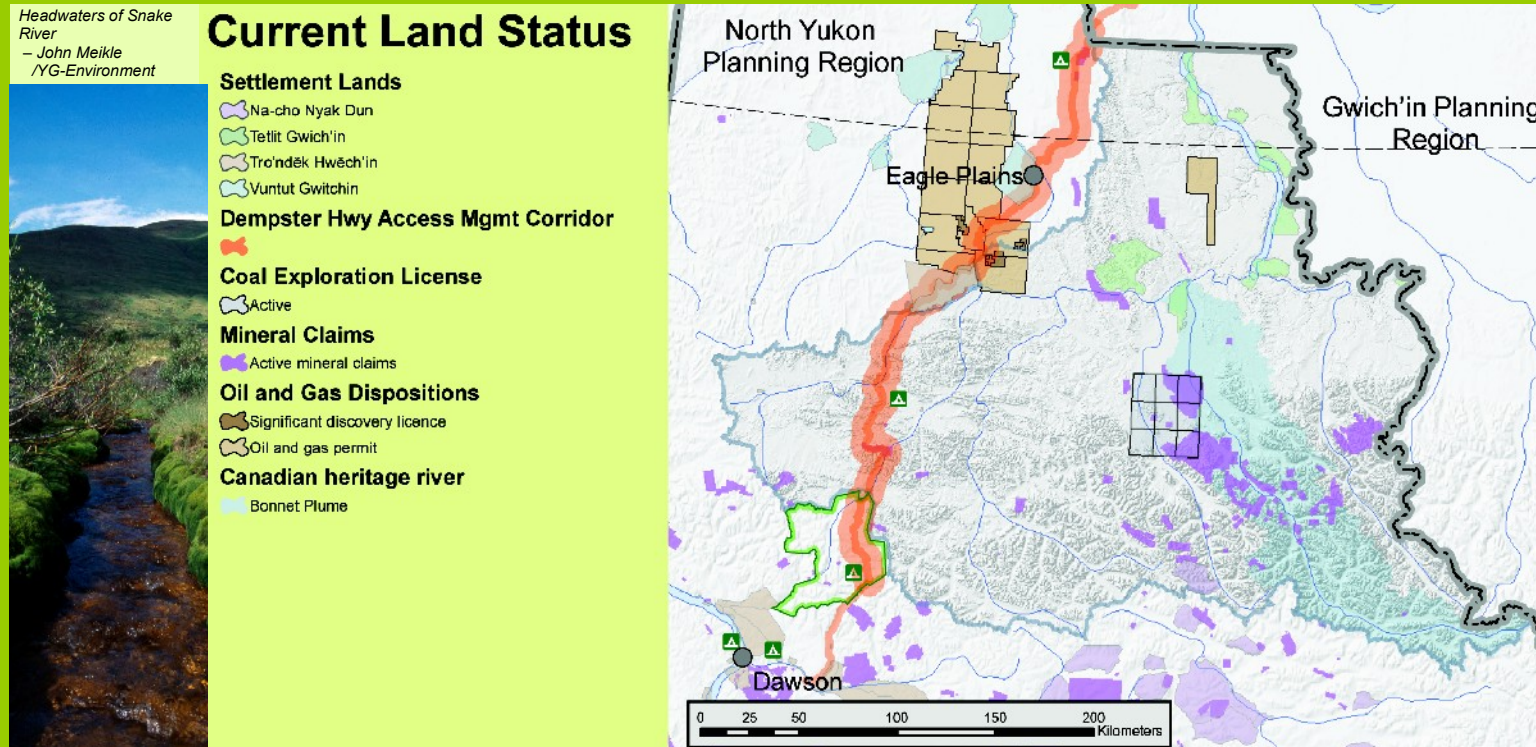 Headwaters of Snake
River
– John Meikle
/YG-Environment
Current Land Status
Settlement Lands
Na-cho Nyak Dun
Tetlit Gwich'in
Tro'ndëk Hwëch'in
Vuntut Gwitchin
Dempster Hwy Access Mgmt Corridor
Coal Exploration License
Active
Mineral Claims
Active mineral claims
Oil and Gas Dispositions
Significant discovery licence
Oil and gas permit
Canadian heritage river
Bonnet Plume
North Yukon
Planning Region
Gwich'in Planning
Region
Eagle Plains
Dawson
0 25 50 100 150 200
Kilometers